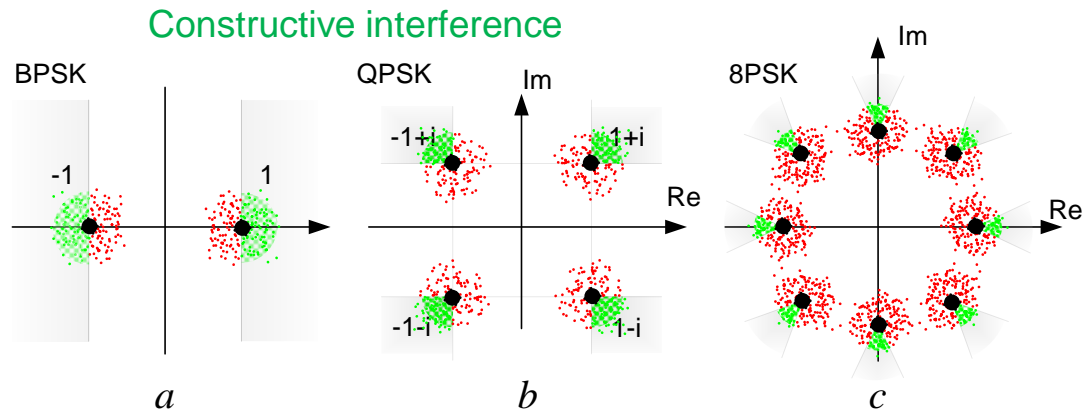 Constructive interference
BPSK
-1
1
a
QPSK
Im
-1+i
1+i
Re
-1-i
1-i
b
8PSK
Im
Re
c